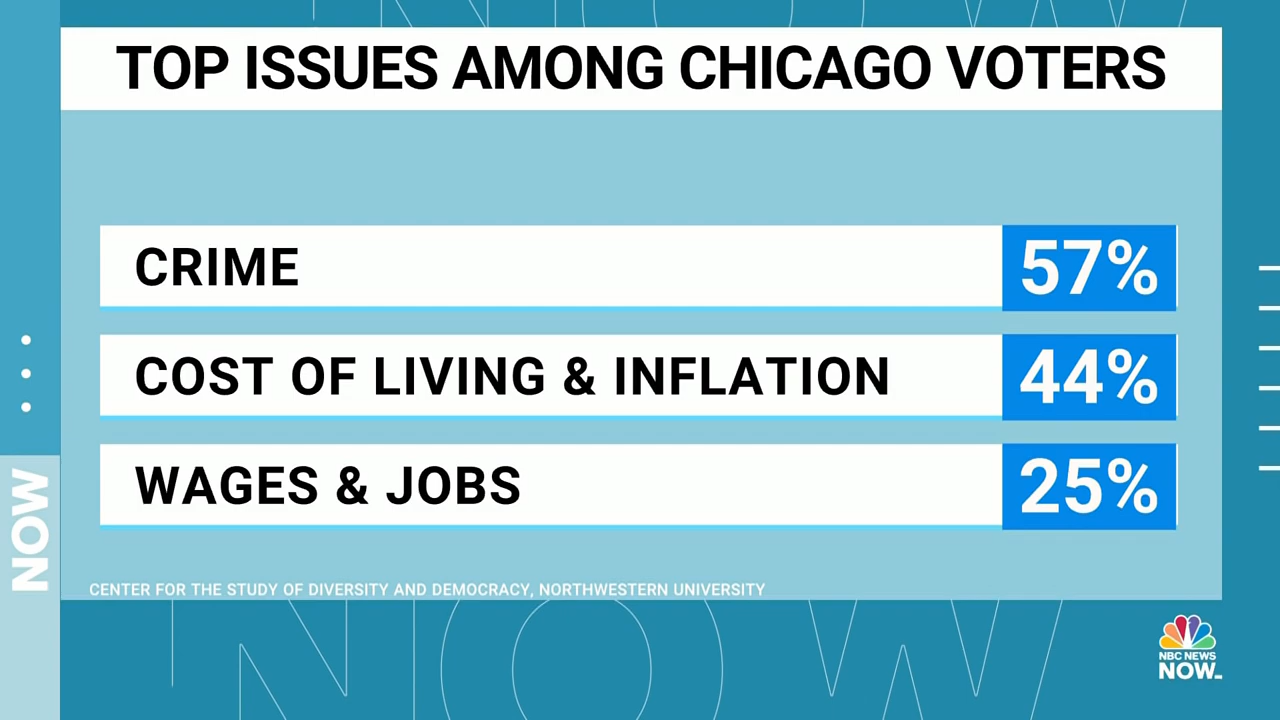 TOP ISSUES AMONG CHICAGO VOTERS
CRIME 57%
COST OF LIVING & INFLATION 44%
WAGES & JOBS 25%
CENTER FOR THE STUDY OF DIVERSITY AND DEMOCRACY, NORTHWESTERN UNIVERSITY
NOW
NOW
NBC NEWS
NOW